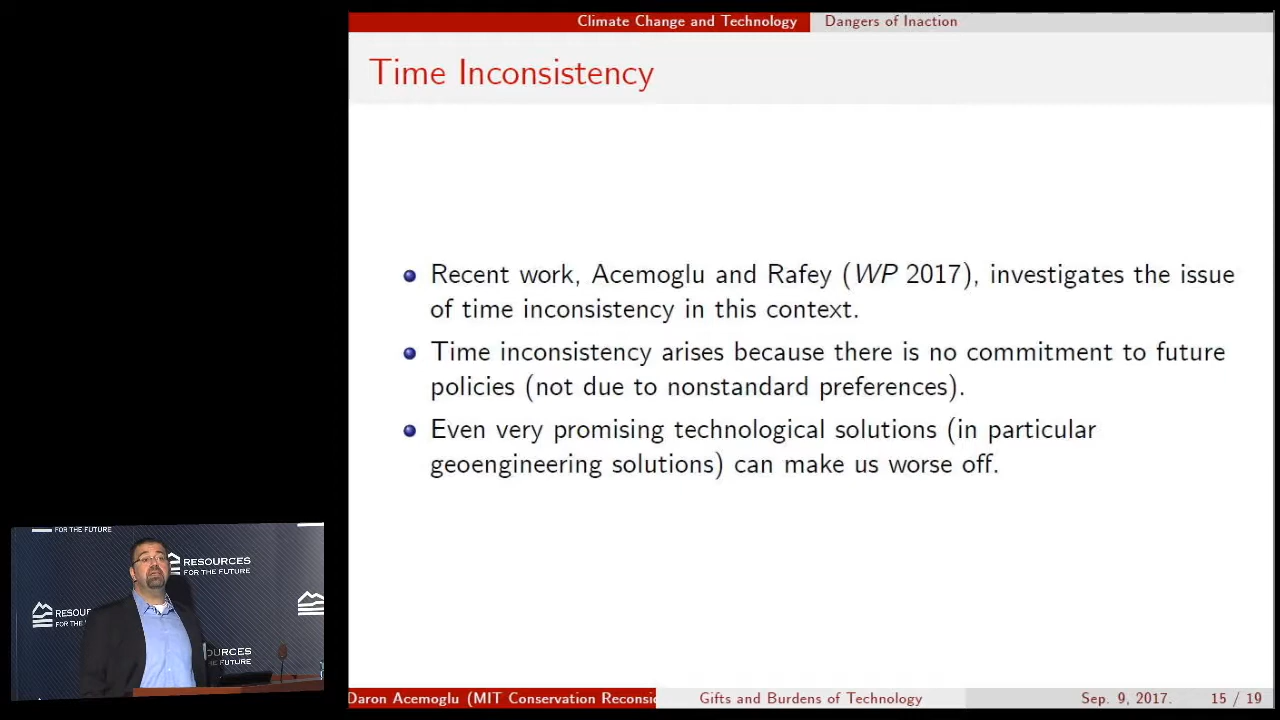 Climate Change and Technology Dangers of Inaction
Time Inconsistency
Recent work, Acemoglu and Rafey (WP 2017), investigates the issue
of time inconsistency in this context.
Time inconsistency arises because there is no commitment to future
policies (not due to nonstandard preferences).
Even very promising technological solutions (in particular
geoengineering solutions) can make us worse off.
FOR THE FUTURE
RESOURCES
FOR THE FUTURE
RESOU
FOR THE
OURCES
THE FUTURE
Daron Acemoglu (MIT Conservation Reconsi Gifts and Burdens of Technology Sep. 9, 2017. 15 / 19